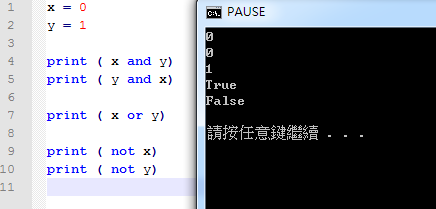 1 x = 0
2 y = 1
3
4 print ( x and y)
5 print ( y and x)
6
7 print ( x or y)
8
9 print ( not x)
10 print ( not y)
11
C:\. PAUSE
0
0
1
True
False
請按任意鍵繼續 . . .